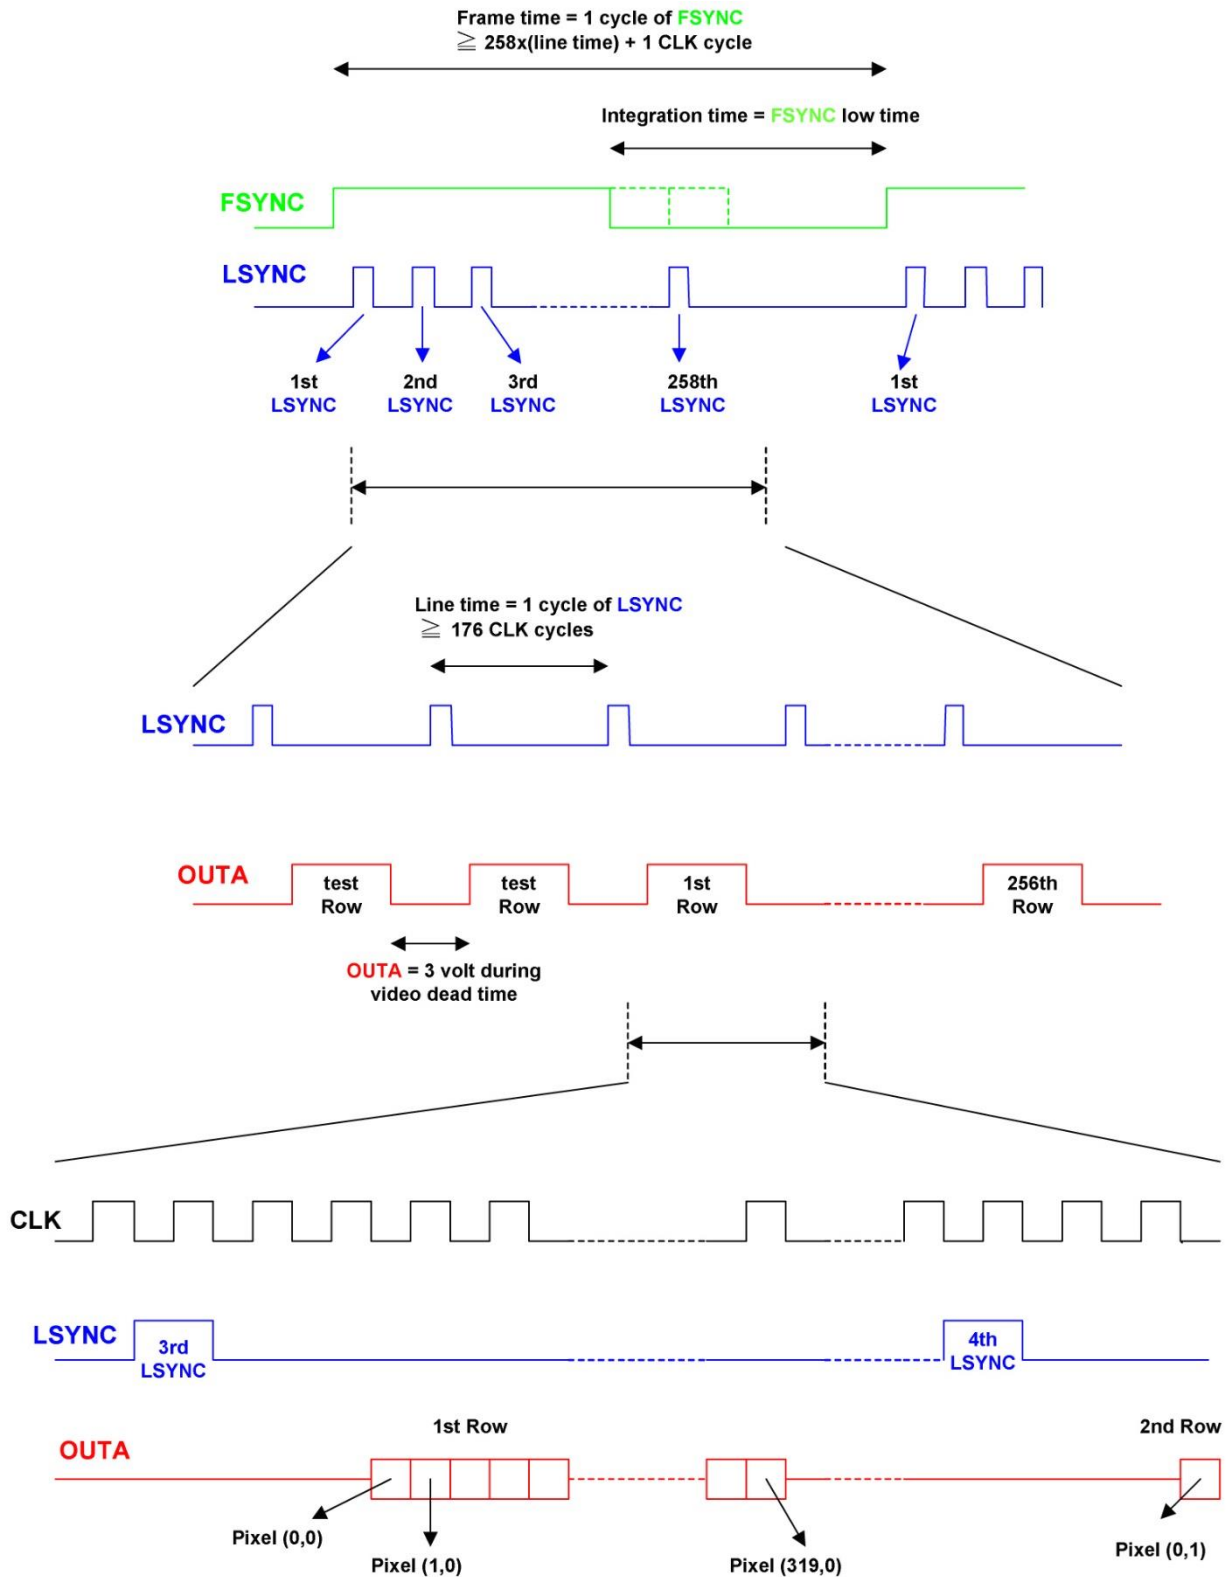 Frame time = 1 cycle of FSYNC
≧ 258x(line time) + 1 CLK cycle
Integration time = FSYNC low time
FSYNC
LSYNC
1st
LSYNC
2nd
LSYNC
3rd
LSYNC
258th
LSYNC
1st
LSYNC
Line time = 1 cycle of LSYNC
≧ 176 CLK cycles
LSYNC
OUTA
test
Row
test
Row
1st
Row
256th
Row
OUTA = 3 volt during
video dead time
CLK
LSYNC
3rd
LSYNC
4th
LSYNC
1st Row
2nd Row
OUTA
Pixel (0,0)
Pixel (1,0)
Pixel (319,0)
Pixel (0,1)